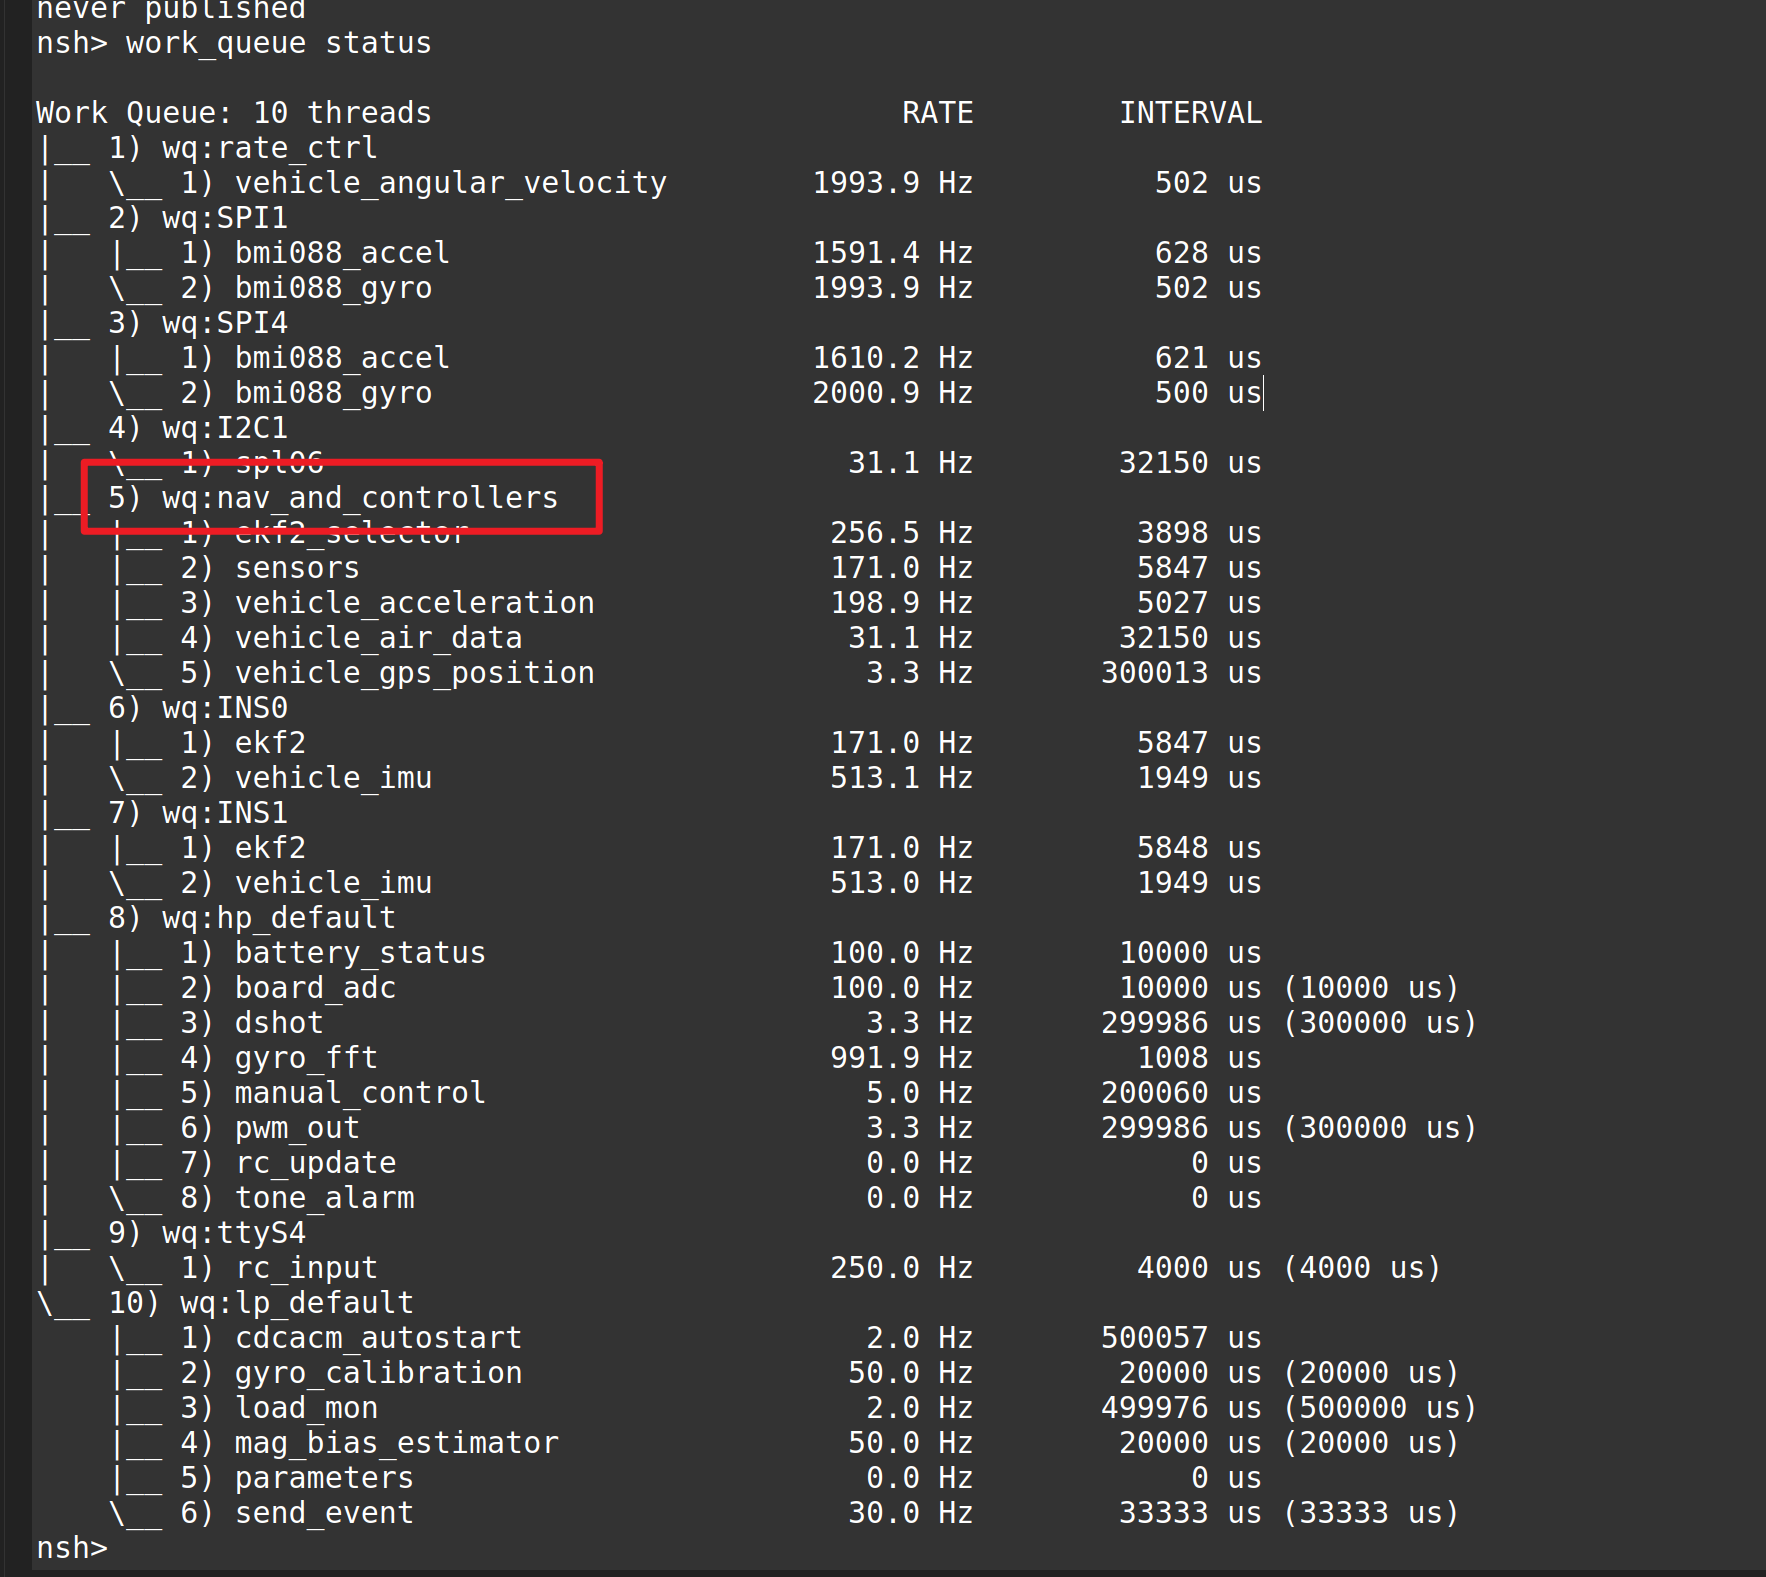 never published
nsh> work_queue status
Work Queue: 10 threads                          RATE        INTERVAL
|__ 1) wq:rate_ctrl
|   \__ 1) vehicle_angular_velocity        1993.9 Hz          502 us
|__ 2) wq:SPI1
|   |__ 1) bmi088_accel                    1591.4 Hz          628 us
|   \__ 2) bmi088_gyro                     1993.9 Hz          502 us
|__ 3) wq:SPI4
|   |__ 1) bmi088_accel                    1610.2 Hz          621 us
|   \__ 2) bmi088_gyro                     2000.9 Hz          500 us
|__ 4) wq:I2C1
|   \__ 1) spl06                             31.1 Hz        32150 us
|__ 5) wq:nav_and_controllers
|   |__ 1) ekf2_selector                    256.5 Hz         3898 us
|   |__ 2) sensors                          171.0 Hz         5847 us
|   |__ 3) vehicle_acceleration             198.9 Hz         5027 us
|   |__ 4) vehicle_air_data                  31.1 Hz        32150 us
|   \__ 5) vehicle_gps_position               3.3 Hz       300013 us
|__ 6) wq:INS0
|   |__ 1) ekf2                             171.0 Hz         5847 us
|   \__ 2) vehicle_imu                      513.1 Hz         1949 us
|__ 7) wq:INS1
|   |__ 1) ekf2                             171.0 Hz         5848 us
|   \__ 2) vehicle_imu                      513.0 Hz         1949 us
|__ 8) wq:hp_default
|   |__ 1) battery_status                   100.0 Hz        10000 us
|   |__ 2) board_adc                        100.0 Hz        10000 us (10000 us)
|   |__ 3) dshot                              3.3 Hz       299986 us (300000 us)
|   |__ 4) gyro_fft                         991.9 Hz         1008 us
|   |__ 5) manual_control                     5.0 Hz       200060 us
|   |__ 6) pwm_out                            3.3 Hz       299986 us (300000 us)
|   |__ 7) rc_update                          0.0 Hz            0 us
|   \__ 8) tone_alarm                         0.0 Hz            0 us
|__ 9) wq:ttyS4
|   \__ 1) rc_input                         250.0 Hz         4000 us (4000 us)
\__ 10) wq:lp_default
    |__ 1) cdcacm_autostart                   2.0 Hz       500057 us
    |__ 2) gyro_calibration                  50.0 Hz        20000 us (20000 us)
    |__ 3) load_mon                           2.0 Hz       499976 us (500000 us)
    |__ 4) mag_bias_estimator                50.0 Hz        20000 us (20000 us)
    |__ 5) parameters                         0.0 Hz            0 us
    \__ 6) send_event                        30.0 Hz        33333 us (33333 us)
nsh>